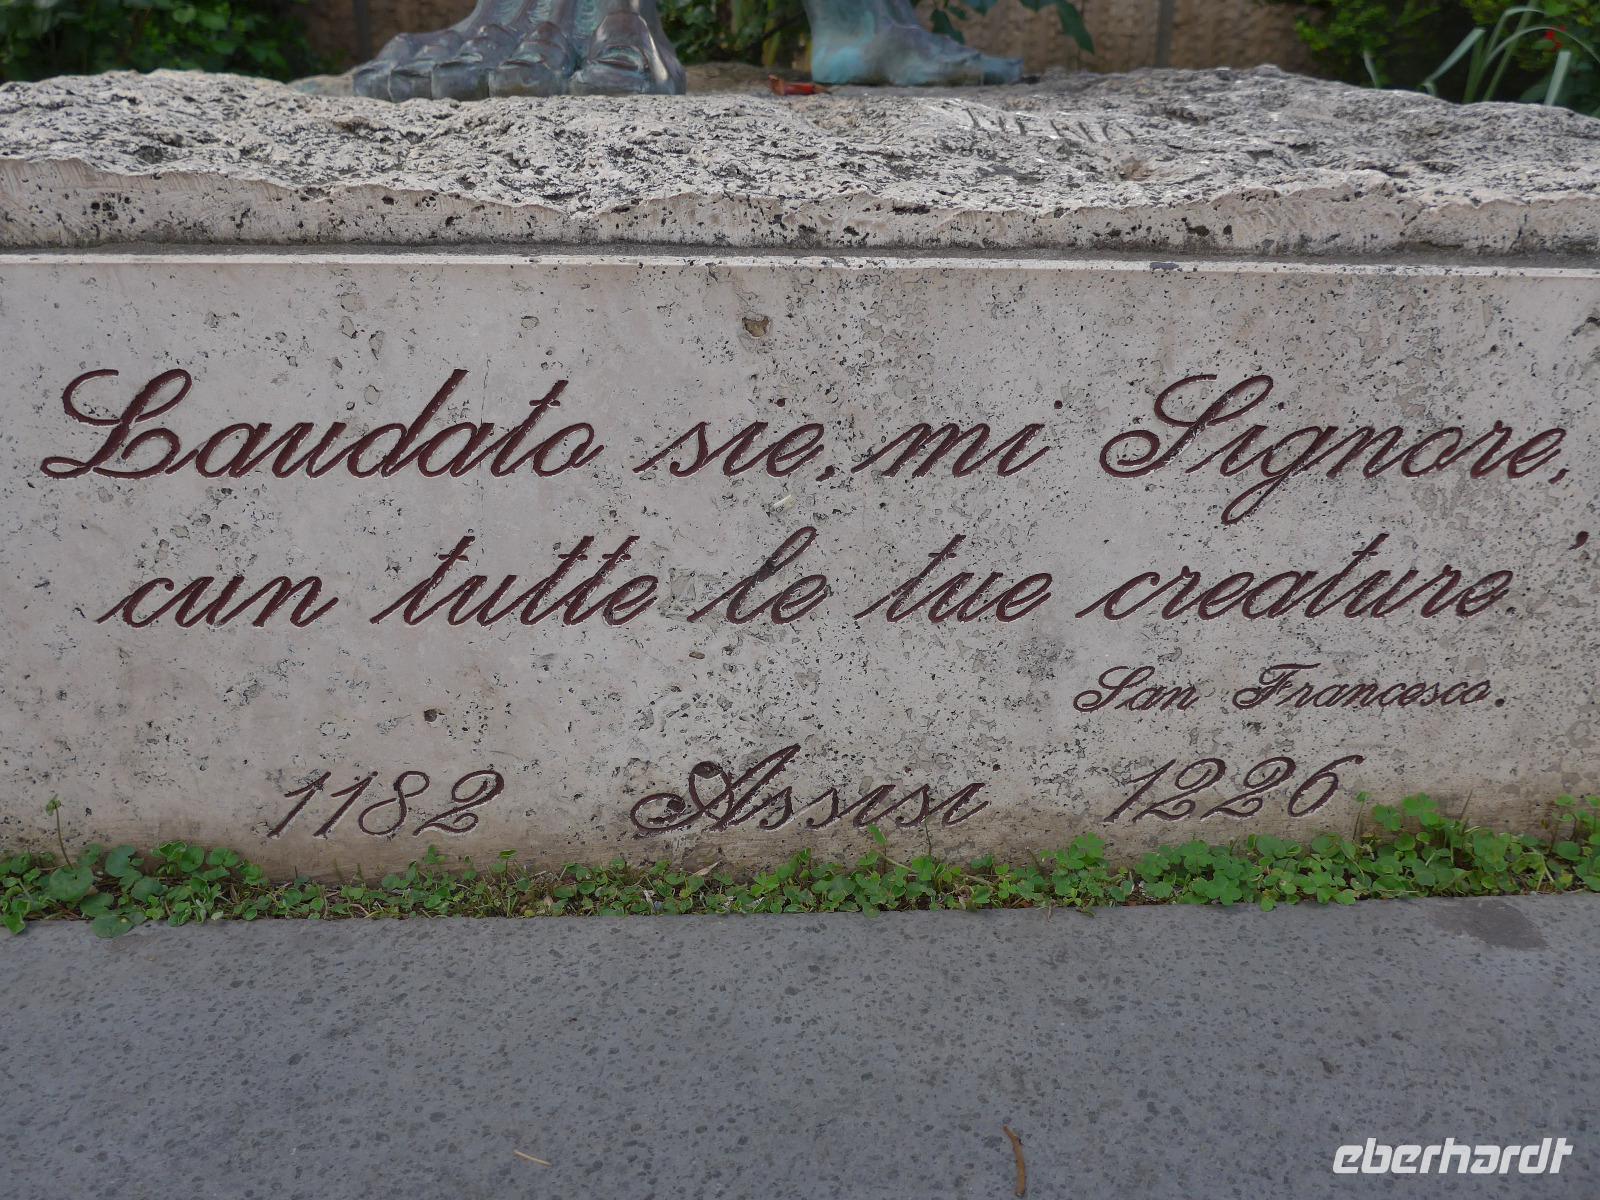 Laudato sie, mi Signore,
cun tutte le tue creature
San Francesco.
1182 Assisi 1226
eberhardt